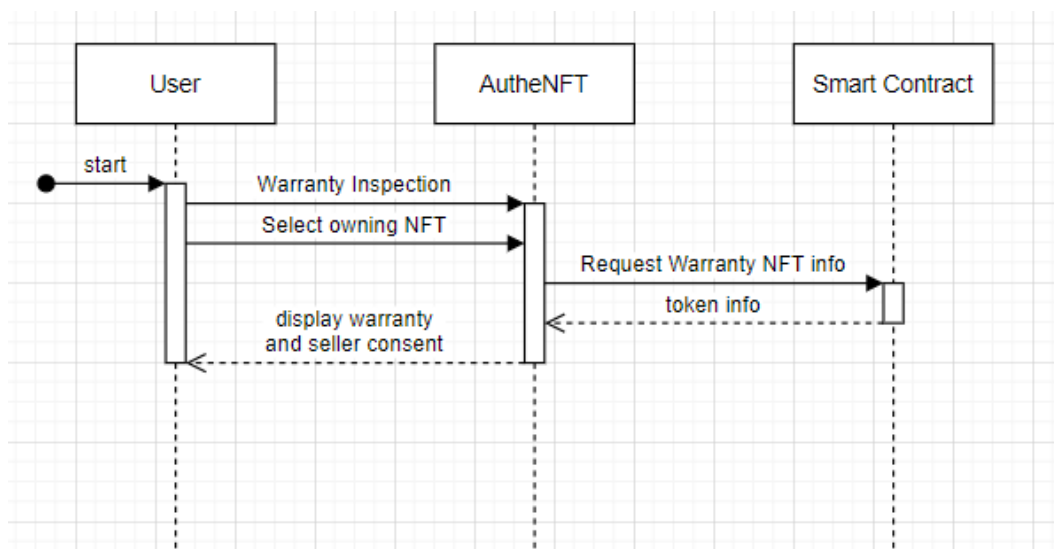 User
AutheNFT
Smart Contract
start
Warranty Inspection
Select owning NFT
Request Warranty NFT info
token info
display warranty
and seller consent